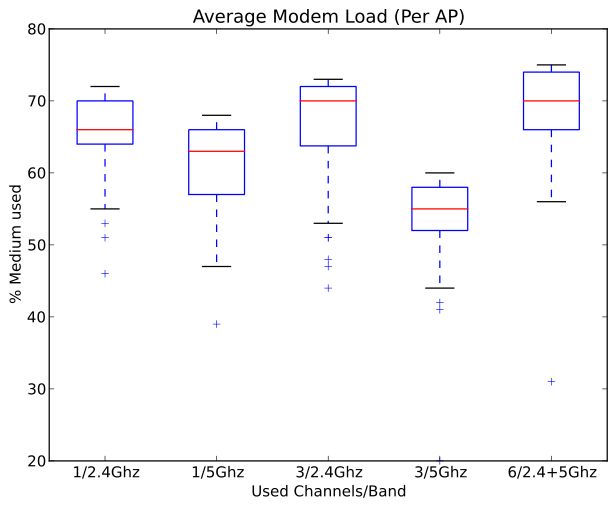 Average Modem Load (Per AP)
80
70
60
50
40
30
20
% Medium used
1/2.4Ghz 1/5Ghz 3/2.4Ghz 3/5Ghz 6/2.4+5Ghz
Used Channels/Band